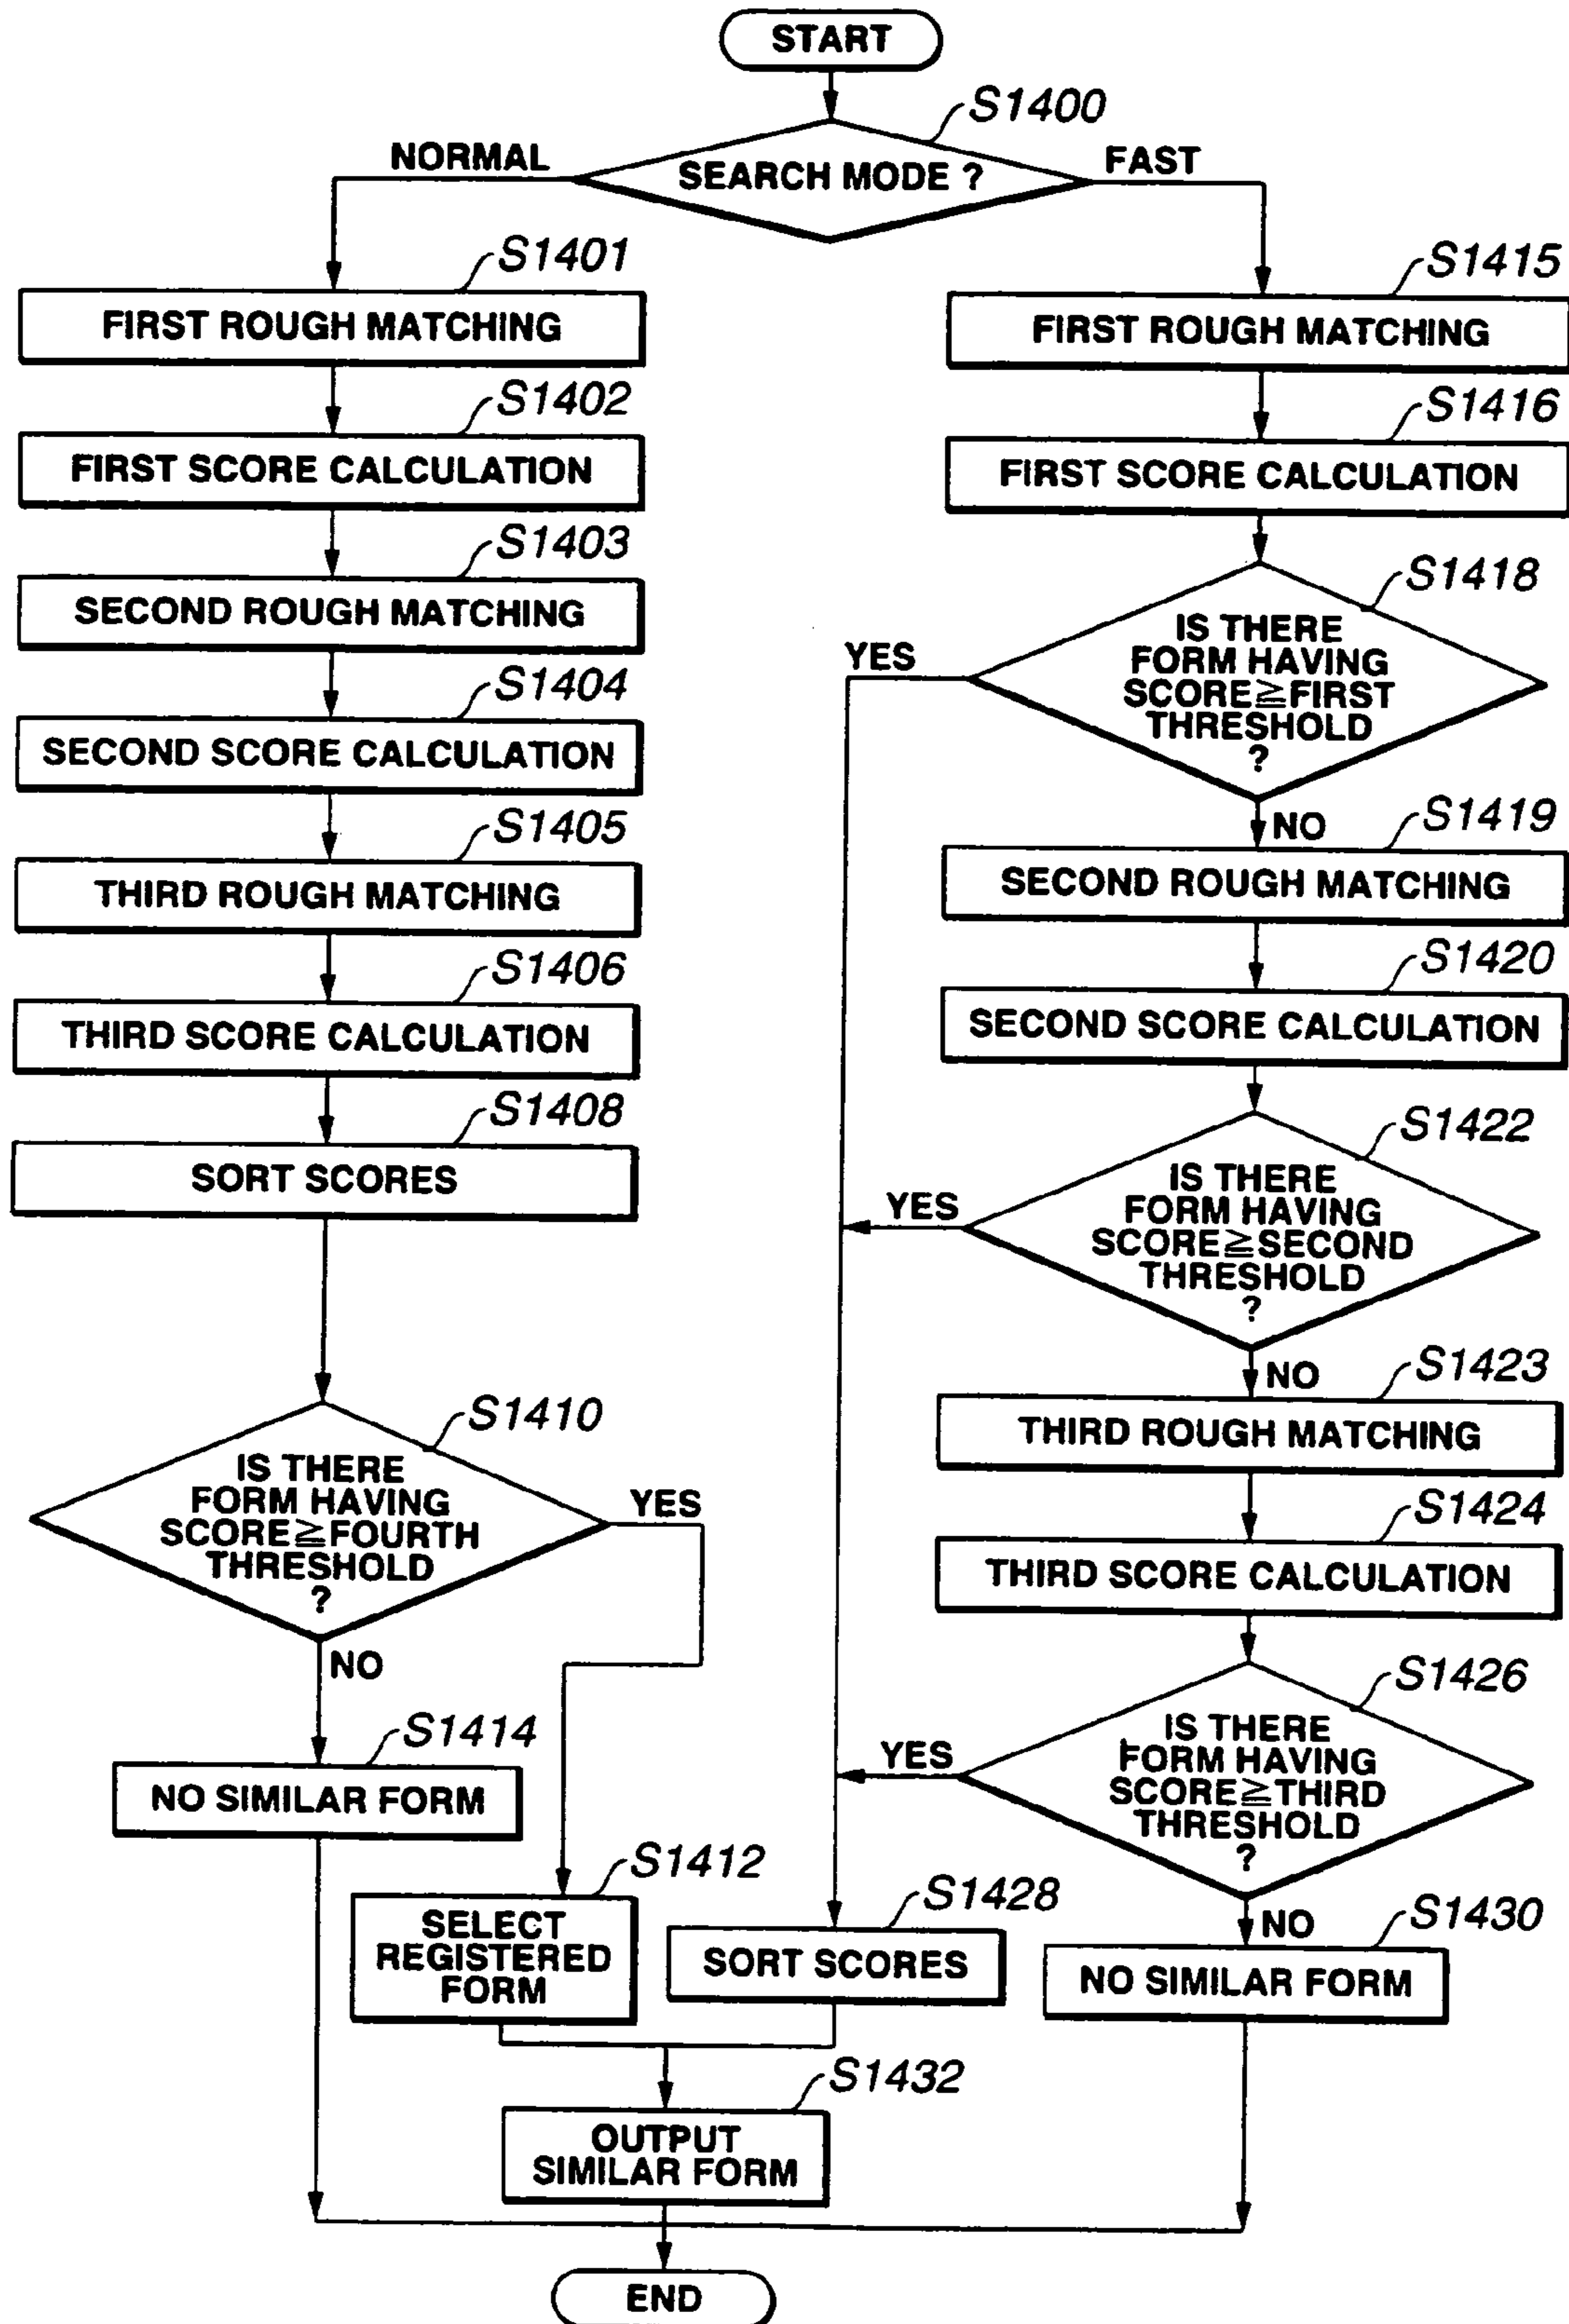 START
S1400
SEARCH MODE ?
NORMAL
FAST
S1401
FIRST ROUGH MATCHING
S1402
FIRST SCORE CALCULATION
S1403
SECOND ROUGH MATCHING
S1404
SECOND SCORE CALCULATION
S1405
THIRD ROUGH MATCHING
S1406
THIRD SCORE CALCULATION
S1408
SORT SCORES
S1410
IS THERE
FORM HAVING
SCORE≧FOURTH
THRESHOLD
?
YES
NO
S1414
NO SIMILAR FORM
S1412
SELECT
REGISTERED
FORM
S1415
FIRST ROUGH MATCHING
S1416
FIRST SCORE CALCULATION
S1418
IS THERE
FORM HAVING
SCORE≧FIRST
THRESHOLD
?
YES
NO
S1419
SECOND ROUGH MATCHING
S1420
SECOND SCORE CALCULATION
S1422
IS THERE
FORM HAVING
SCORE≧SECOND
THRESHOLD
?
YES
NO
S1423
THIRD ROUGH MATCHING
S1424
THIRD SCORE CALCULATION
S1426
IS THERE
FORM HAVING
SCORE≧THIRD
THRESHOLD
?
YES
NO
S1428
SORT SCORES
S1430
NO SIMILAR FORM
S1432
OUTPUT
SIMILAR FORM
END